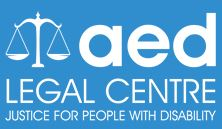 aed
LEGAL CENTRE
JUSTICE FOR PEOPLE WITH DISABILITY